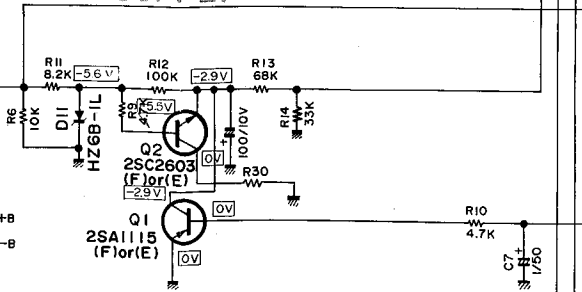 R11
8.2K
-5.6V
R12
100K
-2.9V
R13
68K
R6
10K
D11
HZ6B-1L
R9
4.7K
-5.5V
Q2
2SC2603
(F)or(E)
+
100/10V
R14
33K
0V
R30
-2.9V
Q1
2SA1115
(F)or(E)
0V
0V
R10
4.7K
C7
+
1/50
+B
-B